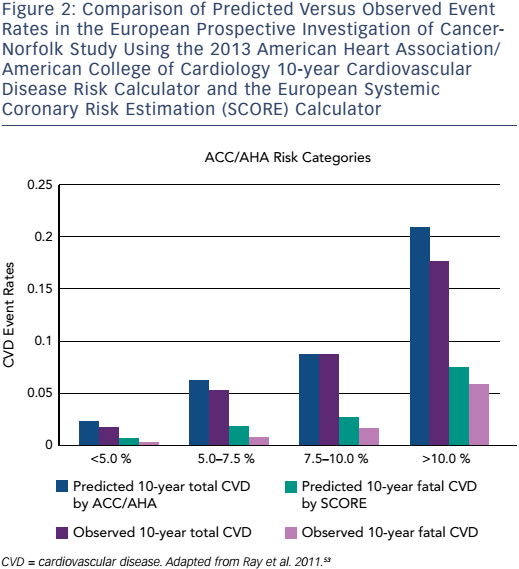 Figure 2: Comparison of Predicted Versus Observed Event
Rates in the European Prospective Investigation of Cancer-
Norfolk Study Using the 2013 American Heart Association/
American College of Cardiology 10-year Cardiovascular
Disease Risk Calculator and the European Systemic
Coronary Risk Estimation (SCORE) Calculator
ACC/AHA Risk Categories
CVD Event Rates
0.25
0.2
0.15
0.1
0.05
0
<5.0 %
5.0–7.5 %
7.5–10.0 %
>10.0 %
Predicted 10-year total CVD
by ACC/AHA
Predicted 10-year fatal CVD
by SCORE
Observed 10-year total CVD
Observed 10-year fatal CVD
CVD = cardiovascular disease. Adapted from Ray et al. 2011.⁵³